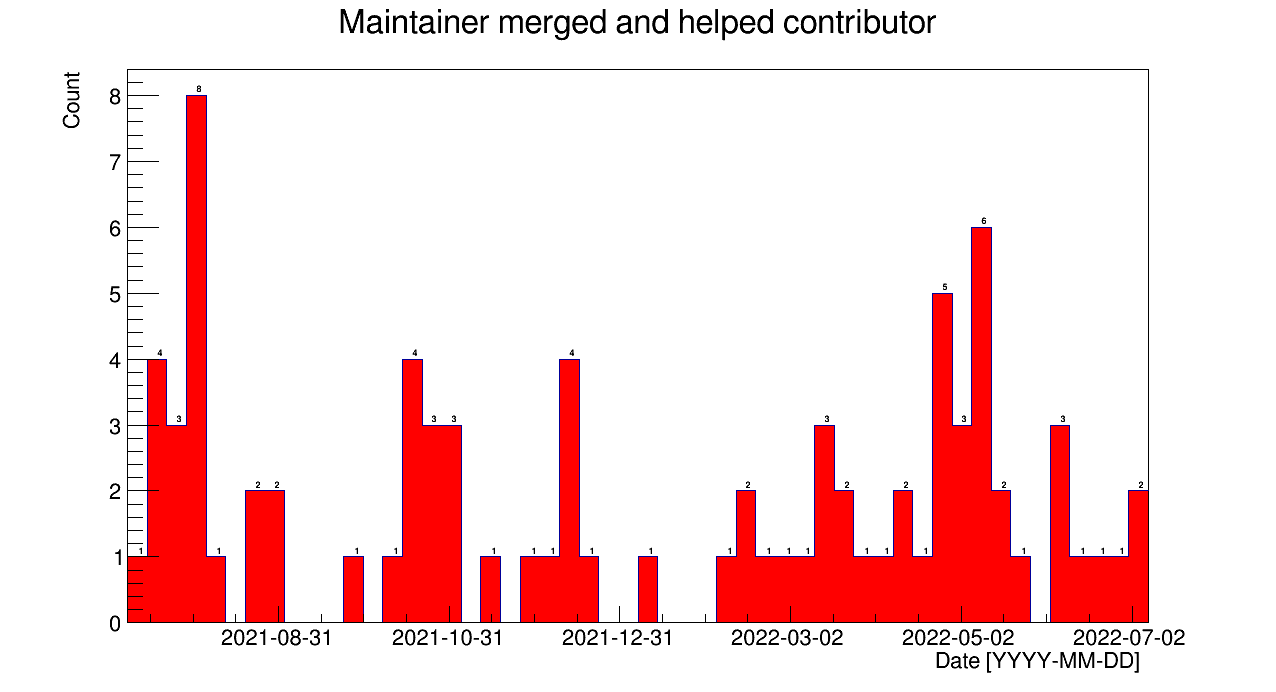 Maintainer merged and helped contributor
Count
8
7
6
5
4
3
2
1
0
1 4 3 8 1 2 2 1 1 4 3 3 1 1 1 4 1 1 1 2 1 1 1 3 2 1 1 2 1 5 3 6 2 1 3 1 1 1 2
2021-08-31 2021-10-31 2021-12-31 2022-03-02 2022-05-02 2022-07-02
Date [YYYY-MM-DD]